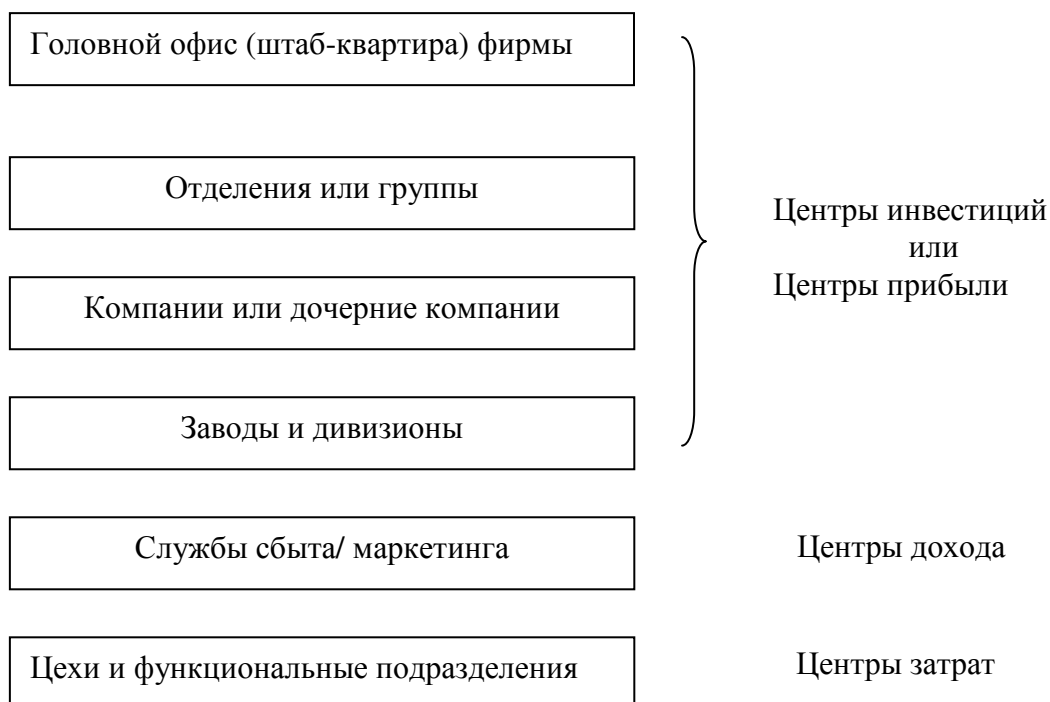 Головной офис (штаб-квартира) фирмы
Отделения или группы
Компании или дочерние компании
Заводы и дивизионы
Центры инвестиций
или
Центры прибыли
Службы сбыта/ маркетинга
Центры дохода
Цехи и функциональные подразделения
Центры затрат